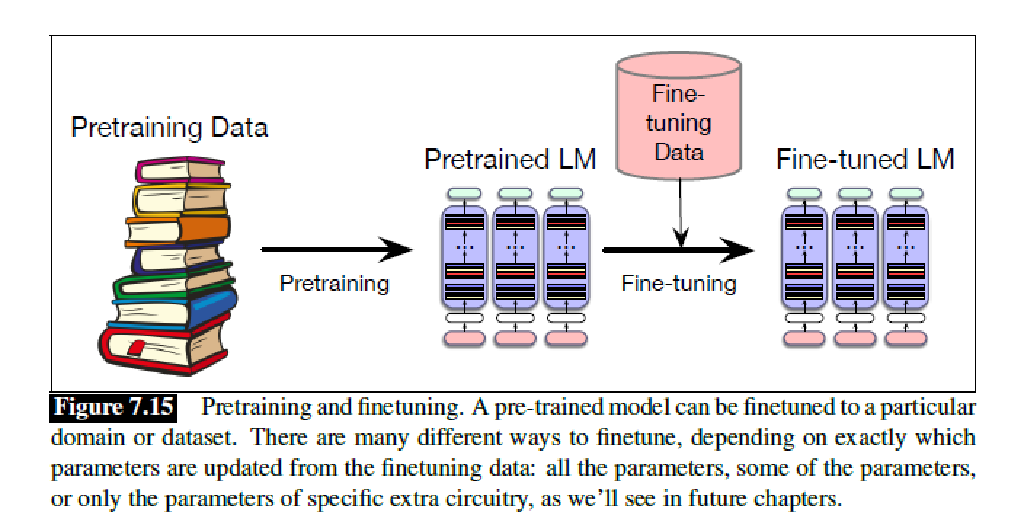 Pretraining Data
Pretrained LM
Fine-
tuning
Data
Fine-tuned LM
Pretraining
Fine-tuning
Figure 7.15 Pretraining and finetuning. A pre-trained model can be finetuned to a particular
domain or dataset. There are many different ways to finetune, depending on exactly which
parameters are updated from the finetuning data: all the parameters, some of the parameters,
or only the parameters of specific extra circuitry, as we'll see in future chapters.